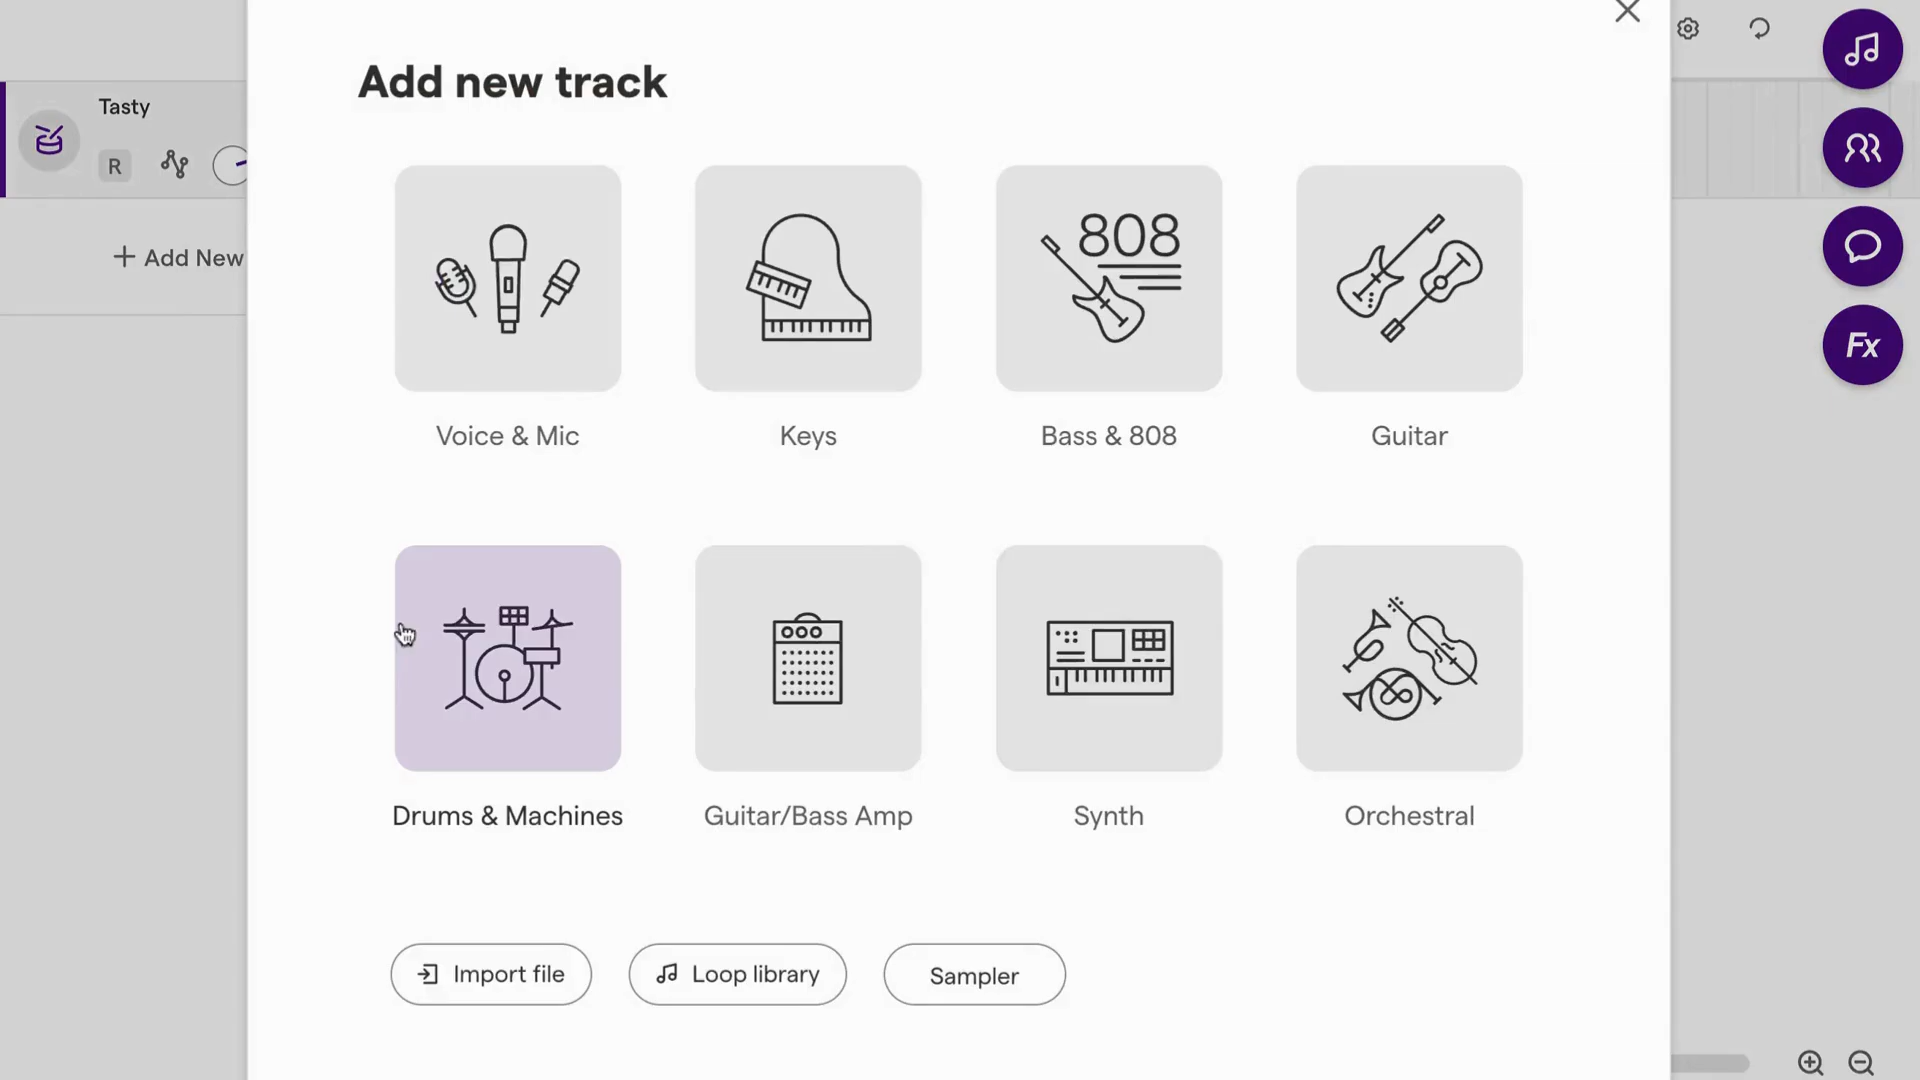 Add new track
Tasty
R
Add New
808
Voice & Mic
Keys
Bass & 808
Guitar
Fx
Drums & Machines
Guitar/Bass Amp
Synth
Orchestral
Import file
Loop library
Sampler